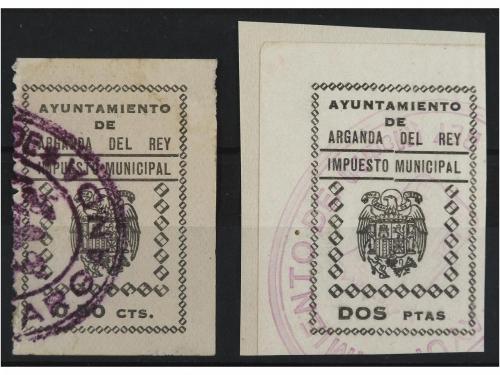 AYUNTAMIENTO
DE
ARGANDA DEL REY
IMPUESTO MUNICIPAL
CTS.
AYUNTAMIENTO
DE
ARGANDA DEL REY
IMPUESTO MUNICIPAL
DOS PTAS